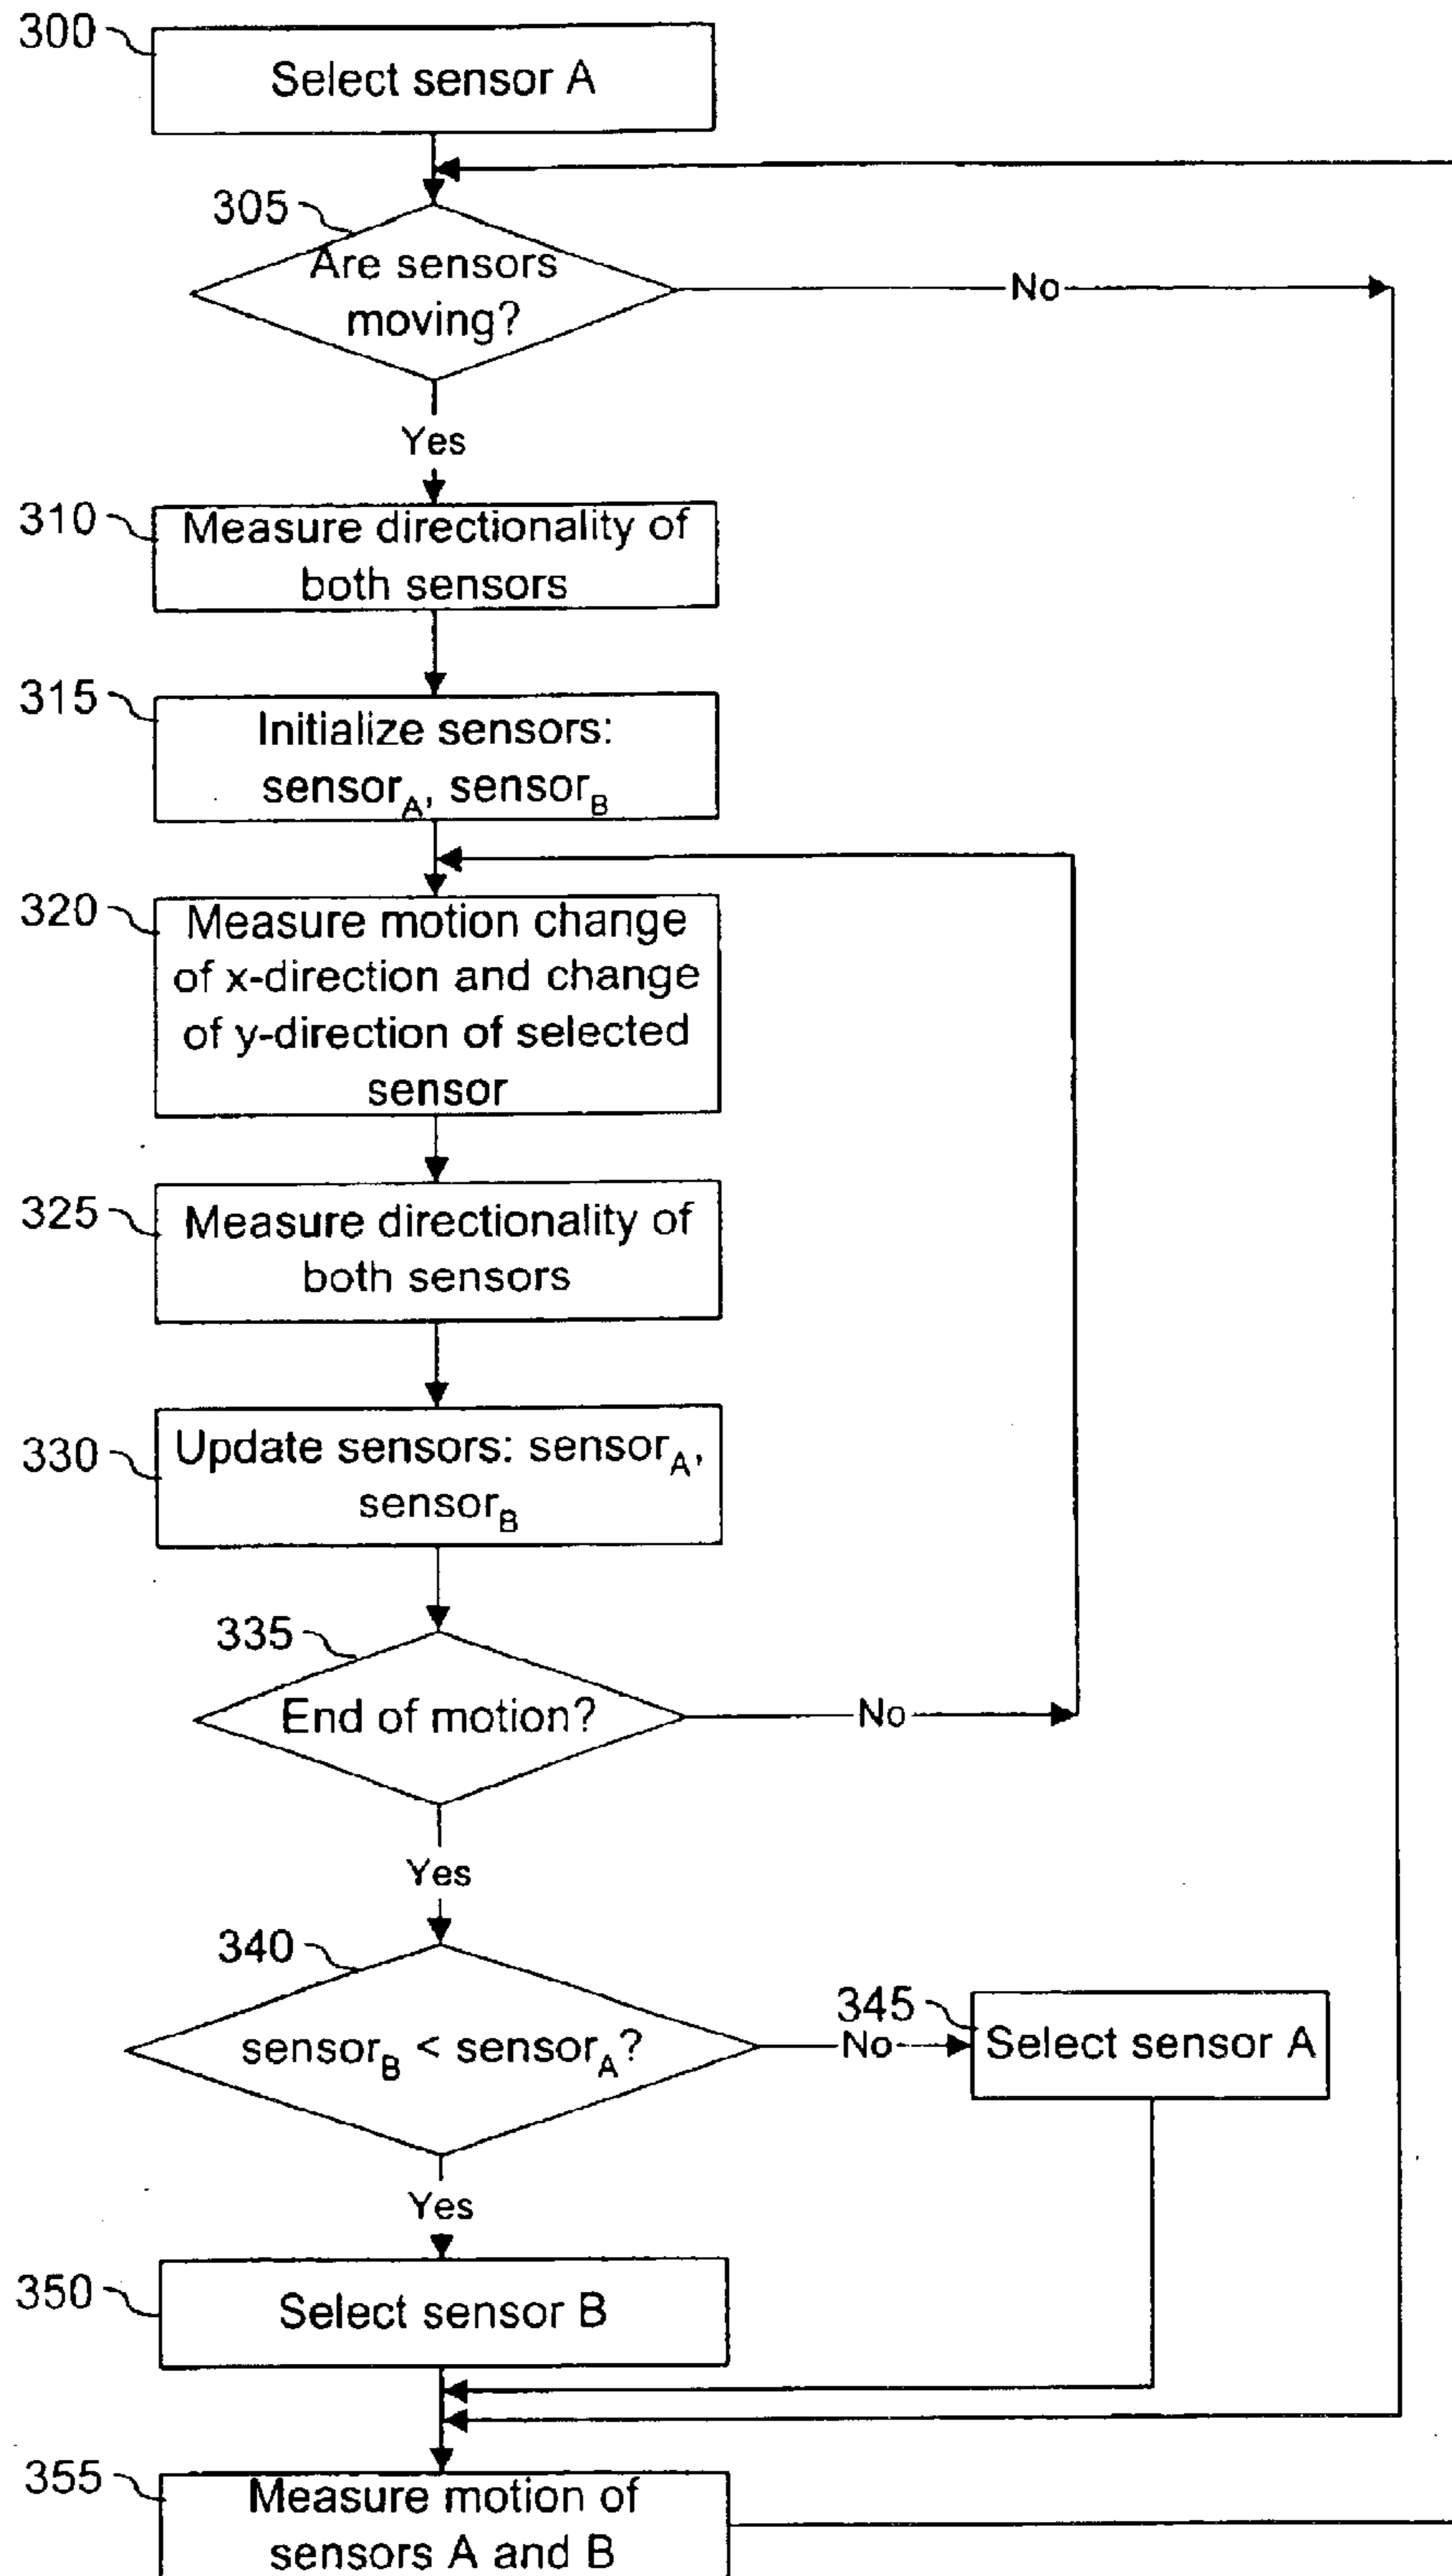 300
Select sensor A
305
Are sensors
moving?
No
Yes
310
Measure directionality of
both sensors
315
Initialize sensors:
sensorA, sensorB
320
Measure motion change
of x-direction and change
of y-direction of selected
sensor
325
Measure directionality of
both sensors
330
Update sensors: sensorA,
sensorB
335
End of motion?
No
Yes
340
sensorB < sensorA?
No
345
Select sensor A
Yes
350
Select sensor B
355
Measure motion of
sensors A and B